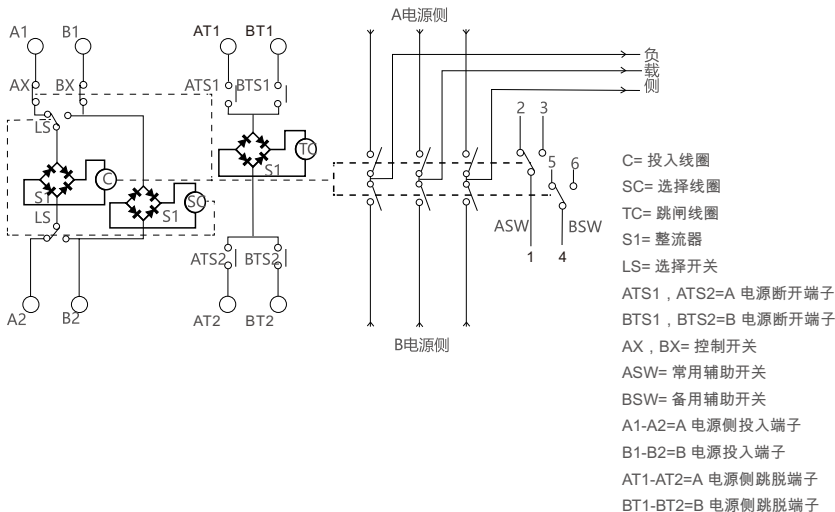 A电源侧
A1 B1 AT1 BT1
负
载
侧
AX BX ATS1 BTS1
LS
2 3
S1 TC
S1
5 6
C
S1 SC
S1
LS
ASW BSW
1 4
ATS2 BTS2
A2 B2 AT2 BT2
B电源侧
C= 投入线圈
SC= 选择线圈
TC= 跳闸线圈
S1= 整流器
LS= 选择开关
ATS1，ATS2=A 电源断开端子
BTS1，BTS2=B 电源断开端子
AX，BX= 控制开关
ASW= 常用辅助开关
BSW= 备用辅助开关
A1-A2=A 电源侧投入端子
B1-B2=B 电源投入端子
AT1-AT2=A 电源侧跳脱端子
BT1-BT2=B 电源侧跳脱端子